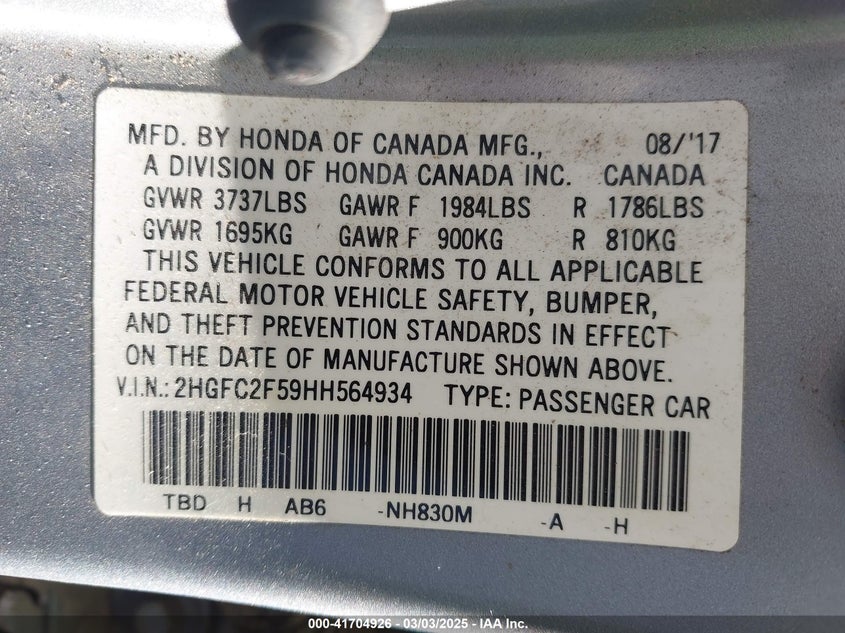 MFD. BY HONDA OF CANADA MFG., 08/'17
A DIVISION OF HONDA CANADA INC. CANADA
GVWR 3737LBS GAWR F 1984LBS R 1786LBS
GVWR 1695KG GAWR F 900KG R 810KG
THIS VEHICLE CONFORMS TO ALL APPLICABLE
FEDERAL MOTOR VEHICLE SAFETY, BUMPER,
AND THEFT PREVENTION STANDARDS IN EFFECT
ON THE DATE OF MANUFACTURE SHOWN ABOVE.
V.I.N.: 2HGFC2F59HH564934 TYPE: PASSENGER CAR
TBD H AB6 -NH830M -A -H
000-41704926 - 03/03/2025 - IAA Inc.